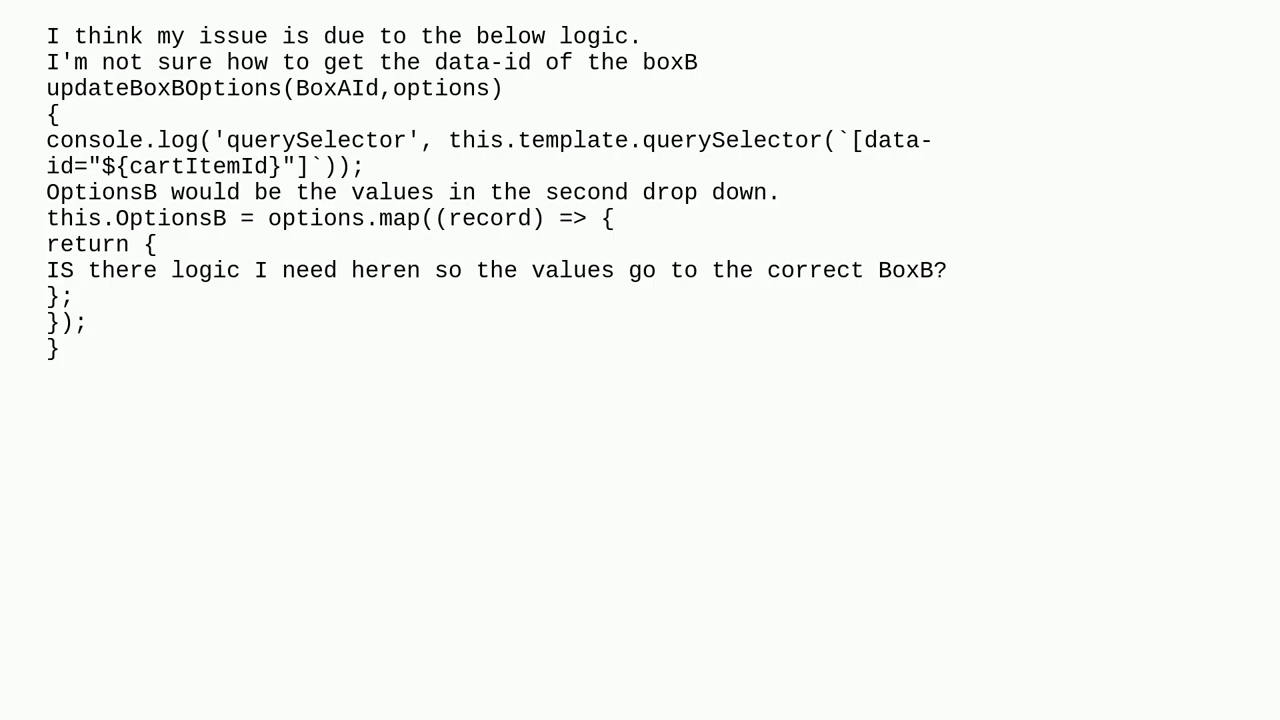 I think my issue is due to the below logic.
I'm not sure how to get the data-id of the boxB
updateBoxBOptions(BoxAId,options)
{
console.log('querySelector', this.template.querySelector(`[data-
id="${cartItemId}"]`));
OptionsB would be the values in the second drop down.
this.OptionsB = options.map((record) => {
return {
IS there logic I need heren so the values go to the correct BoxB?
};
});
}